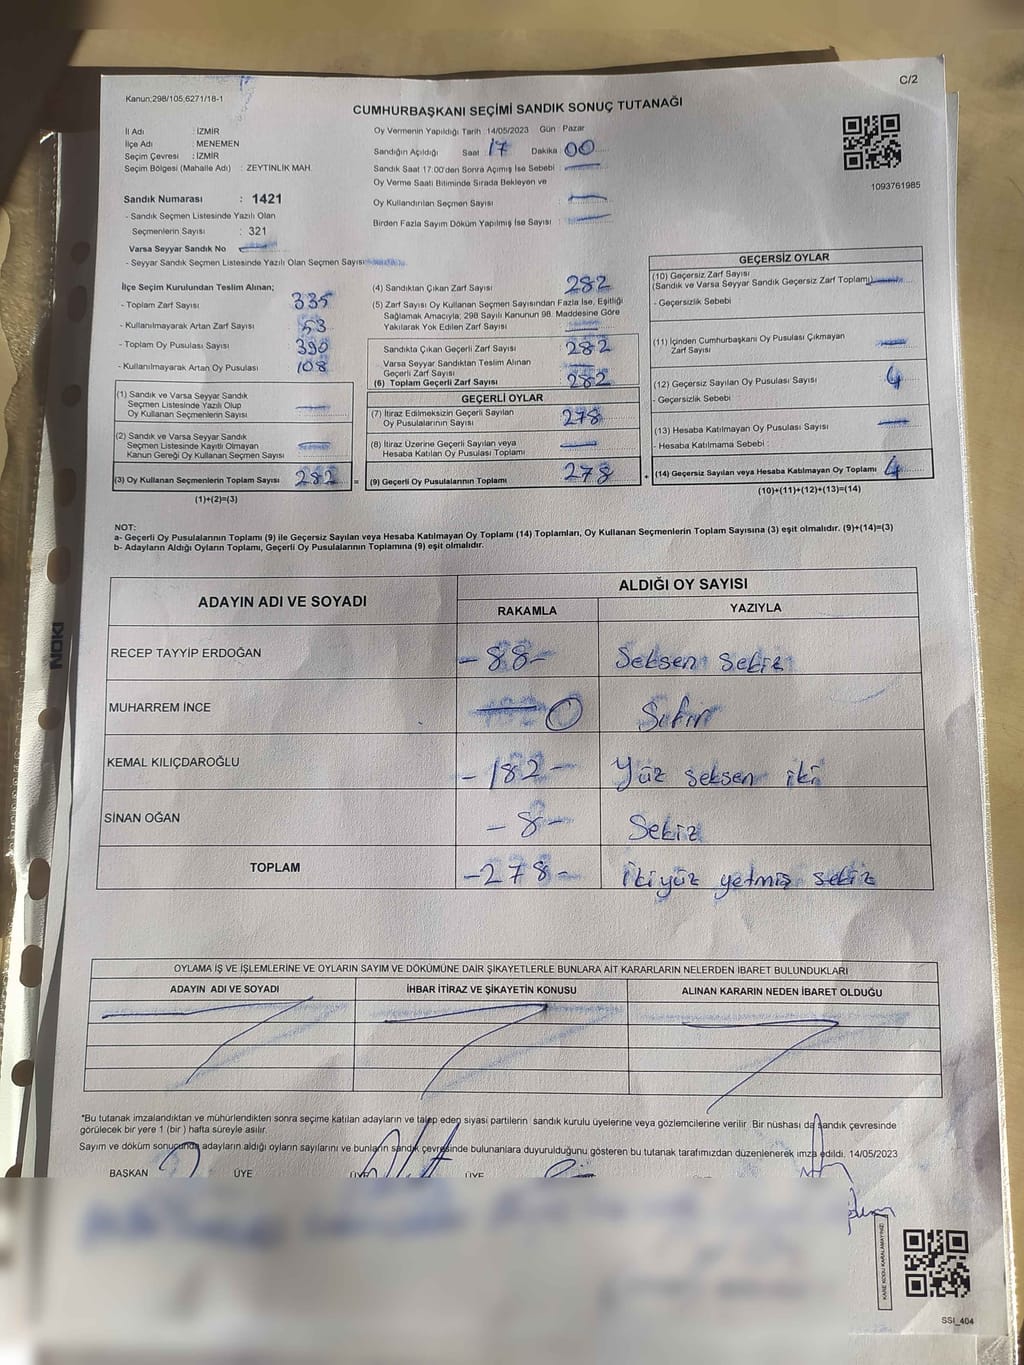 C/2
Kanun;298/105,6271/18-1
CUMHURBAŞKANI SEÇİMİ SANDIK SONUÇ TUTANAĞI
İl Adı : İZMİR
İlçe Adı : MENEMEN
Seçim Çevresi : İZMİR
Seçim Bölgesi (Mahalle Adı) : ZEYTİNLİK MAH.
Sandık Numarası : 1421
- Sandık Seçmen Listesinde Yazılı Olan
Seçmenlerin Sayısı : 321
Varsa Seyyar Sandık No
- Seyyar Sandık Seçmen Listesinde Yazılı Olan Seçmen Sayısı
Oy Vermenin Yapıldığı Tarih : 14/05/2023 Gün : Pazar
Sandığın Açıldığı Saat 17 Dakika 00
Sandık Saat 17:00'den Sonra Açılmış İse Sebebi
Oy Verme Saati Bitiminde Sırada Bekleyen ve
Oy Kullandırılan Seçmen Sayısı
Birden Fazla Sayım Döküm Yapılmış İse Sayısı :
1093761985
İlçe Seçim Kurulundan Teslim Alınan;
- Toplam Zarf Sayısı 335
- Kullanılmayarak Artan Zarf Sayısı 53
- Toplam Oy Pusulası Sayısı 390
- Kullanılmayarak Artan Oy Pusulası 108
(1) Sandık ve Varsa Seyyar Sandık
Seçmen Listesinde Yazılı Olup
Oy Kullanan Seçmenlerin Sayısı
(2) Sandık ve Varsa Seyyar Sandık
Seçmen Listesinde Kayıtlı Olmayan
Kanun Gereği Oy Kullanan Seçmen Sayısı
(3) Oy Kullanan Seçmenlerin Toplam Sayısı 282 =
(1)+(2)=(3)
(4) Sandıktan Çıkan Zarf Sayısı 282
(5) Zarf Sayısı Oy Kullanan Seçmen Sayısından Fazla İse, Eşitliği
Sağlamak Amacıyla; 298 Sayılı Kanunun 98. Maddesine Göre
Yakılarak Yok Edilen Zarf Sayısı
Sandıkta Çıkan Geçerli Zarf Sayısı 282
Varsa Seyyar Sandıktan Teslim Alınan
Geçerli Zarf Sayısı
(6) Toplam Geçerli Zarf Sayısı 282
GEÇERLİ OYLAR
(7) İtiraz Edilmeksizin Geçerli Sayılan
Oy Pusulalarının Sayısı 278
(8) İtiraz Üzerine Geçerli Sayılan veya
Hesaba Katılan Oy Pusulası Toplamı
(9) Geçerli Oy Pusulalarının Toplamı 278 +
GEÇERSİZ OYLAR
(10) Geçersiz Zarf Sayısı
(Sandık ve Varsa Seyyar Sandık Geçersiz Zarf Toplamı)
- Geçersizlik Sebebi
(11) İçinden Cumhurbaşkanı Oy Pusulası Çıkmayan
Zarf Sayısı
(12) Geçersiz Sayılan Oy Pusulası Sayısı 4
- Geçersizlik Sebebi
(13) Hesaba Katılmayan Oy Pusulası Sayısı
- Hesaba Katılmama Sebebi :
(14) Geçersiz Sayılan veya Hesaba Katılmayan Oy Toplamı 4
(10)+(11)+(12)+(13)=(14)
NOT:
a- Geçerli Oy Pusulalarının Toplamı (9) ile Geçersiz Sayılan veya Hesaba Katılmayan Oy Toplamı (14) Toplamları, Oy Kullanan Seçmenlerin Toplam Sayısına (3) eşit olmalıdır. (9)+(14)=(3)
b- Adayların Aldığı Oyların Toplamı, Geçerli Oy Pusulalarının Toplamına (9) eşit olmalıdır.
ADAYIN ADI VE SOYADI
ALDIĞI OY SAYISI
RAKAMLA YAZIYLA
RECEP TAYYİP ERDOĞAN -88- Seksen Sekiz
MUHARREM İNCE 0 Sıfır
KEMAL KILIÇDAROĞLU -182- Yüz seksen iki
SİNAN OĞAN -8- Sekiz
TOPLAM -278- İkiyüz yetmiş sekiz
OYLAMA İŞ VE İŞLEMLERİNE VE OYLARIN SAYIM VE DÖKÜMÜNE DAİR ŞİKAYETLERLE BUNLARA AİT KARARLARIN NELERDEN İBARET BULUNDUKLARI
ADAYIN ADI VE SOYADI İHBAR İTİRAZ VE ŞİKAYETİN KONUSU ALINAN KARARIN NEDEN İBARET OLDUĞU
*Bu tutanak imzalandıktan ve mühürlendikten sonra seçime katılan adayların ve talep eden siyasi partilerin sandık kurulu üyelerine veya gözlemcilerine verilir. Bir nüshası da sandık çevresinde
görülecek bir yere 1 (bir) hafta süreyle asılır.
Sayım ve döküm sonucunda adayların aldığı oyların sayılarını ve bunların sandık çevresinde bulunanlara duyurulduğunu gösteren bu tutanak tarafımızdan düzenlenerek imza edildi. 14/05/2023
BAŞKAN ÜYE ÜYE ÜYE
KARE KODU KARALAMAYINIZ!
SSI_404